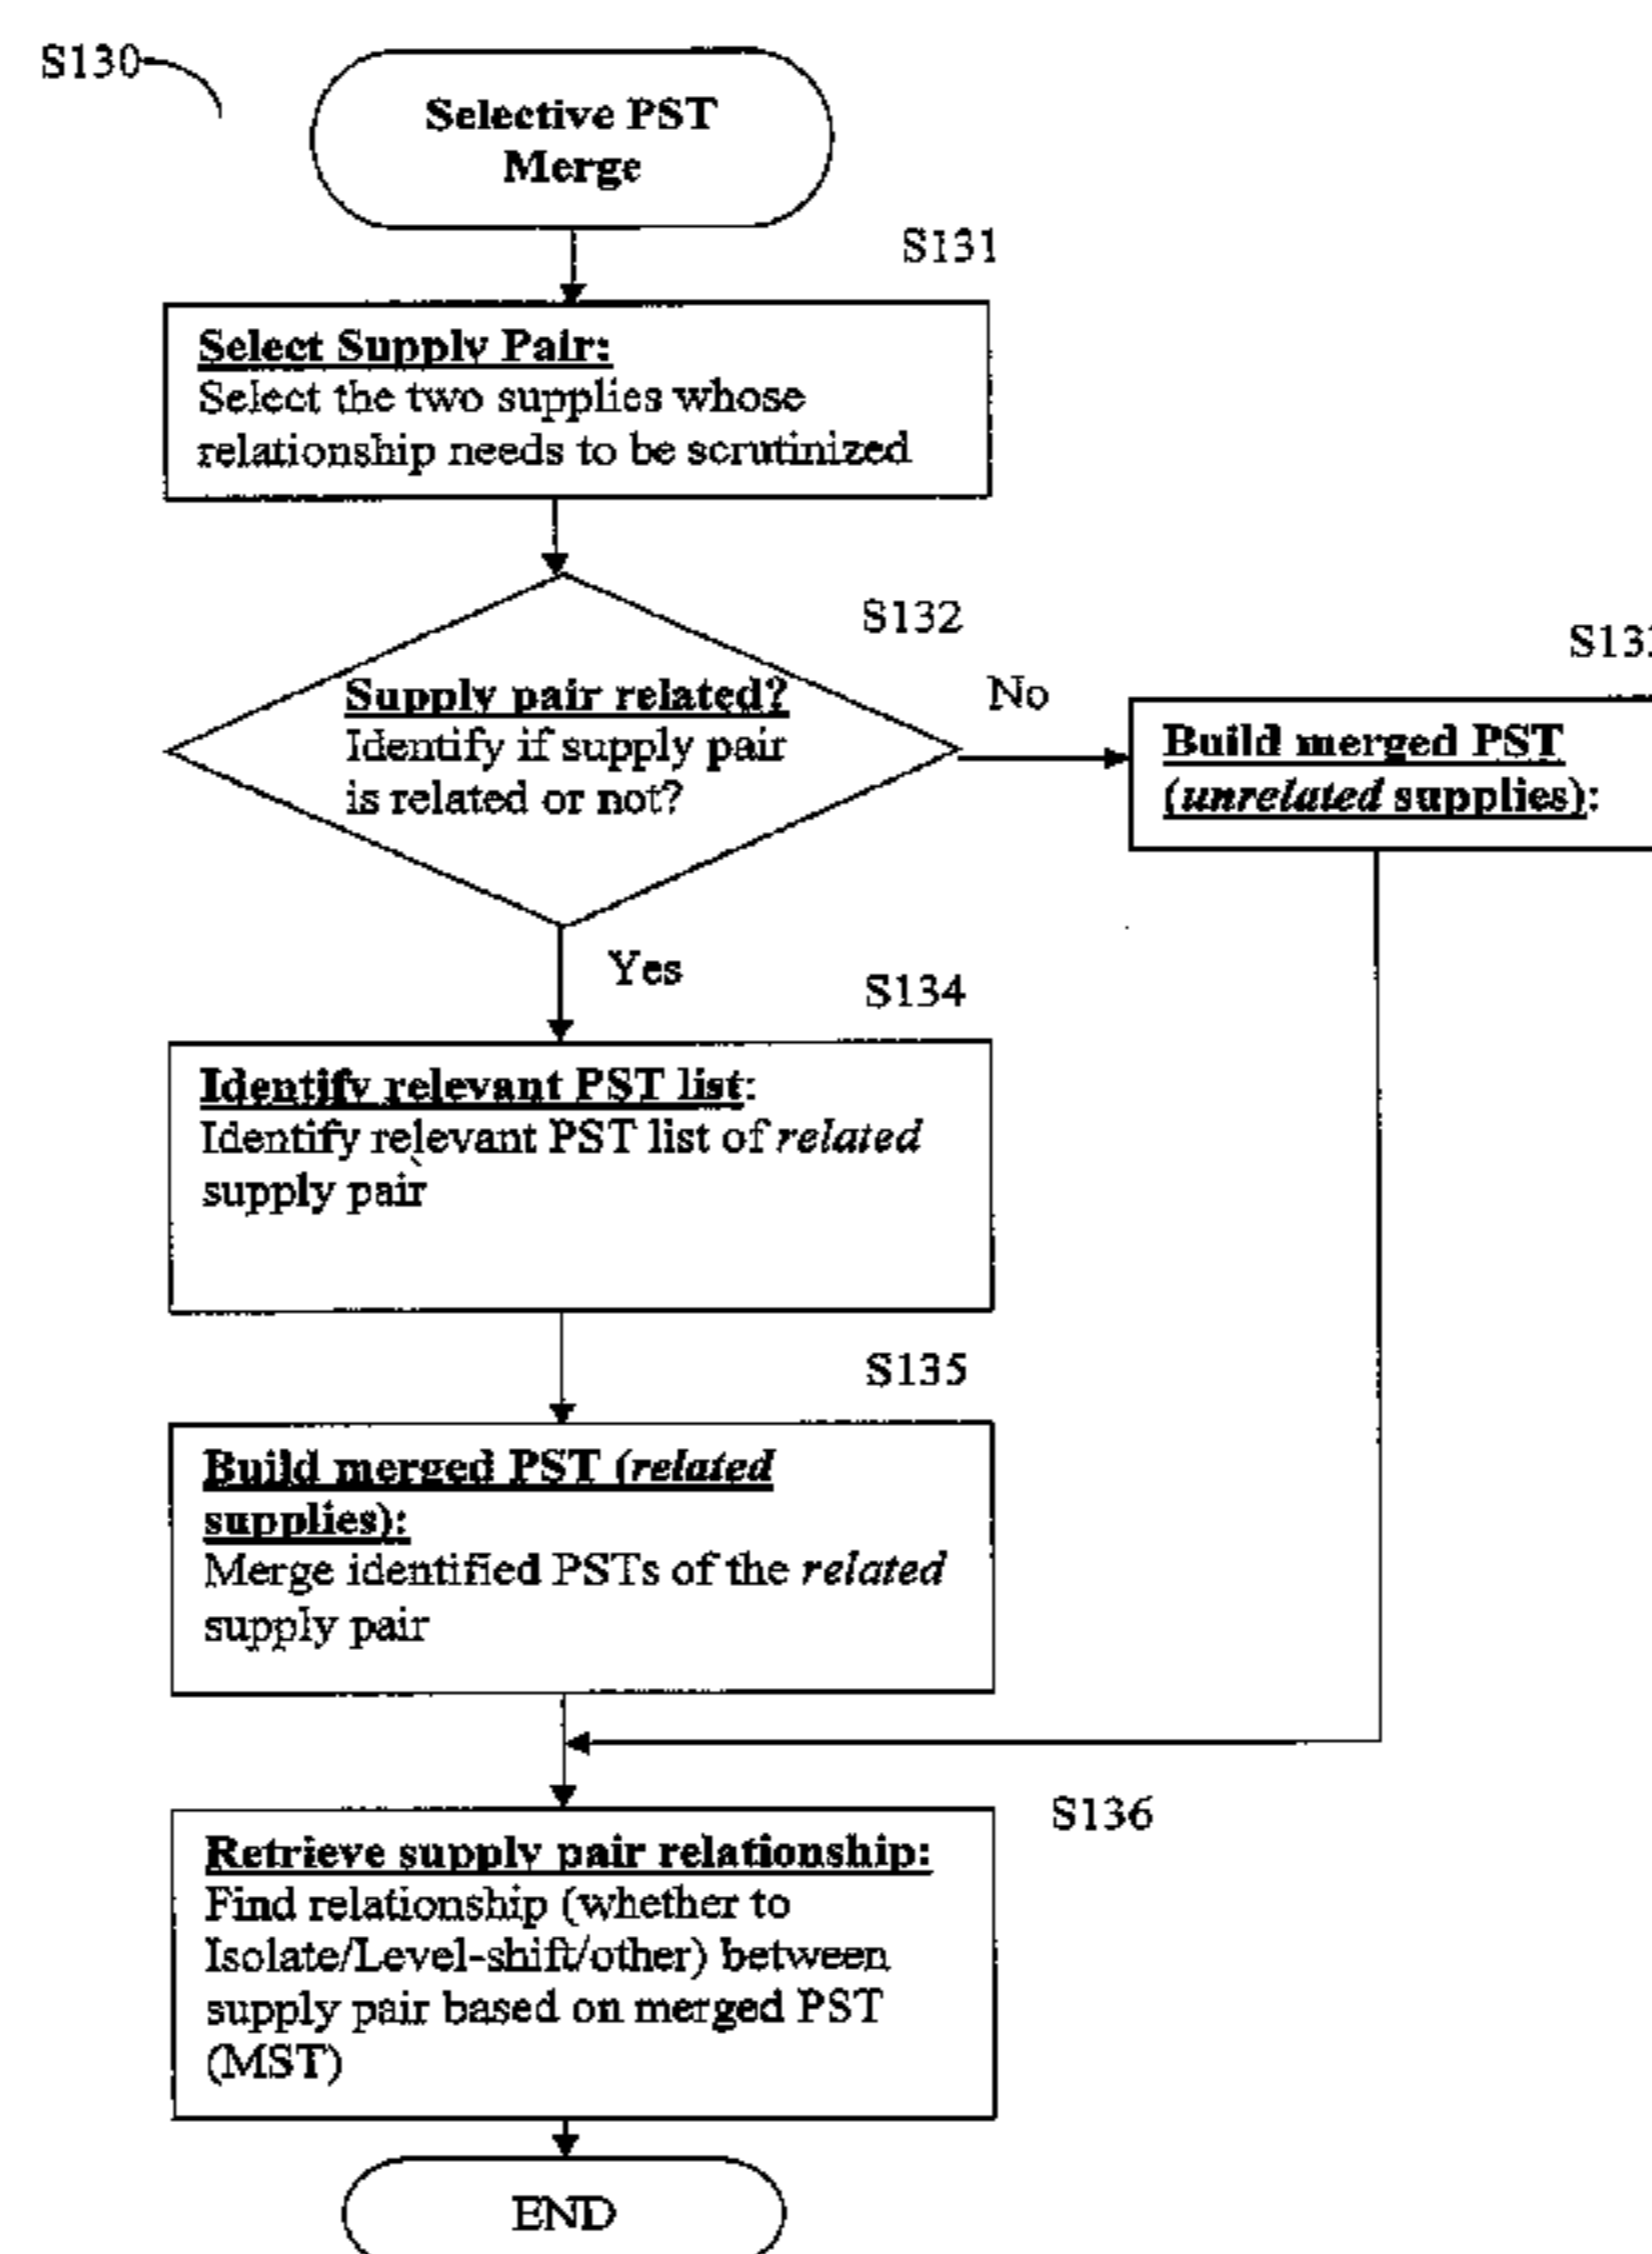 S130
Selective PST
Merge
S131
Select Supply Pair:
Select the two supplies whose
relationship needs to be scrutinized
S132
Supply pair related?
Identify if supply pair
is related or not?
No
Build merged PST
(unrelated supplies):
Yes
S134
Identify relevant PST list:
Identify relevant PST list of related
supply pair
S135
Build merged PST (related
supplies):
Merge identified PSTs of the related
supply pair
S136
Retrieve supply pair relationship:
Find relationship (whether to
Isolate/Level-shift/other) between
supply pair based on merged PST
(MST)
END